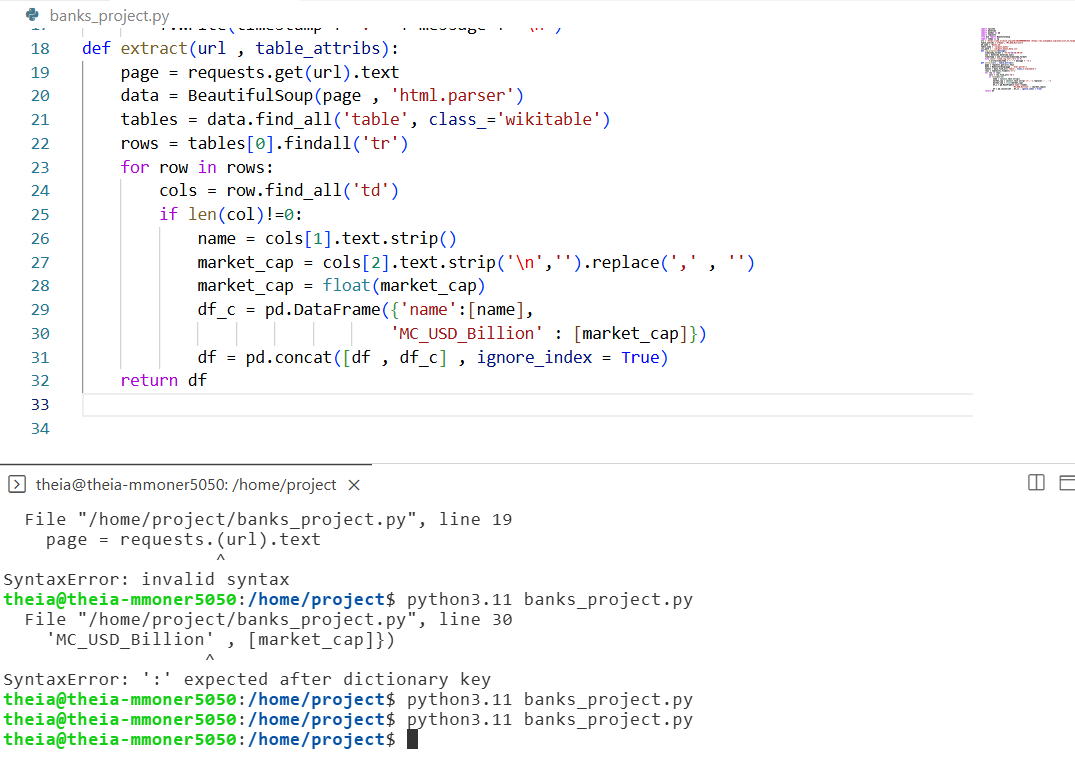 banks_project.py
18 def extract(url , table_attribs):
19 page = requests.get(url).text
20 data = BeautifulSoup(page , 'html.parser')
21 tables = data.find_all('table', class_='wikitable')
22 rows = tables[0].findall('tr')
23 for row in rows:
24 cols = row.find_all('td')
25 if len(col)!=0:
26 name = cols[1].text.strip()
27 market_cap = cols[2].text.strip('\n','').replace(',' , '')
28 market_cap = float(market_cap)
29 df_c = pd.DataFrame({'name':[name],
30 'MC_USD_Billion' : [market_cap]})
31 df = pd.concat([df , df_c] , ignore_index = True)
32 return df
33
34
theia@theia-mmoner5050: /home/project ×
File "/home/project/banks_project.py", line 19
page = requests.(url).text
^
SyntaxError: invalid syntax
theia@theia-mmoner5050:/home/project$ python3.11 banks_project.py
File "/home/project/banks_project.py", line 30
'MC_USD_Billion' , [market_cap]})
^
SyntaxError: ':' expected after dictionary key
theia@theia-mmoner5050:/home/project$ python3.11 banks_project.py
theia@theia-mmoner5050:/home/project$ python3.11 banks_project.py
theia@theia-mmoner5050:/home/project$